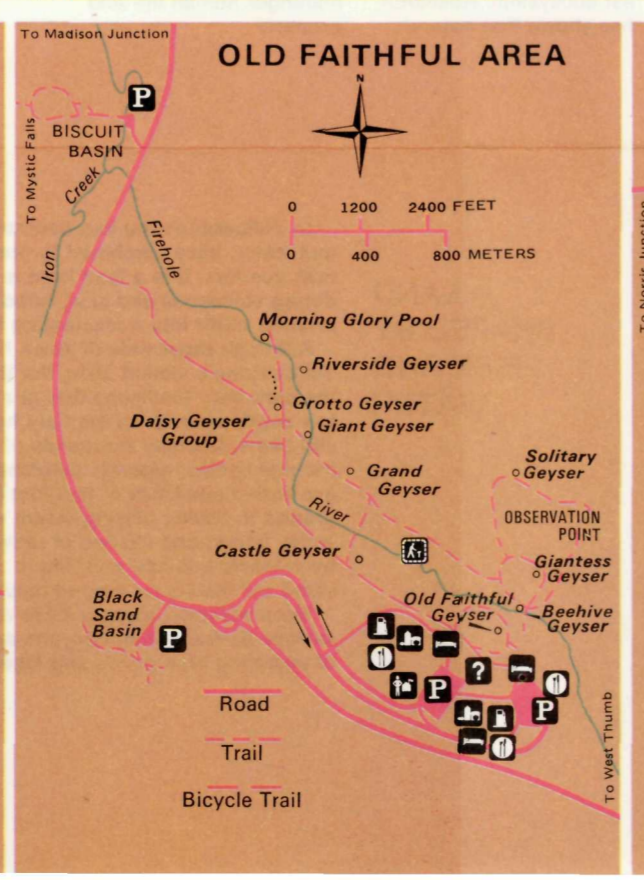 To Madison Junction
OLD FAITHFUL AREA
N
P
BISCUIT
BASIN
To Mystic Falls
Creek
Iron
Firehole
0 1200 2400 FEET
0 400 800 METERS
Morning Glory Pool
Riverside Geyser
Grotto Geyser
Daisy Geyser
Group
Giant Geyser
Grand
Geyser
Solitary
Geyser
River
OBSERVATION
POINT
Castle Geyser
Giantess
Geyser
Old Faithful
Geyser
Beehive
Geyser
Black
Sand
Basin
P
?
P
P
Road
Trail
Bicycle Trail
To West Thumb
To Norris Junction